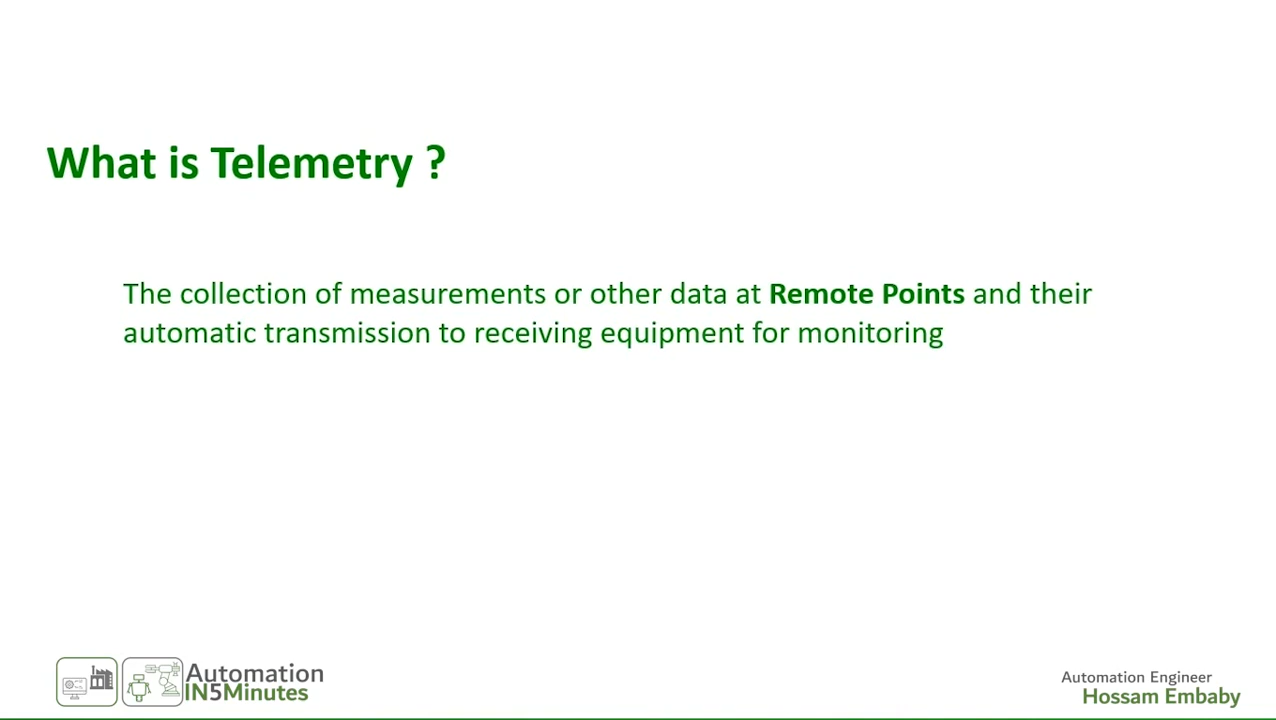 What is Telemetry ?
The collection of measurements or other data at Remote Points and their
automatic transmission to receiving equipment for monitoring
Automation
IN5Minutes
Automation Engineer
Hossam Embaby